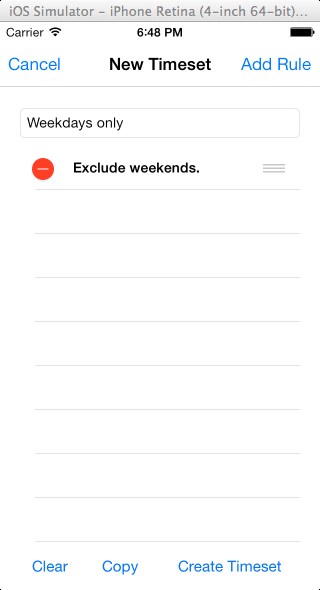 iOS Simulator – iPhone Retina (4-inch 64-bit)...
Carrier 6:48 PM
Cancel New Timeset Add Rule
Weekdays only
Exclude weekends.
Clear Copy Create Timeset